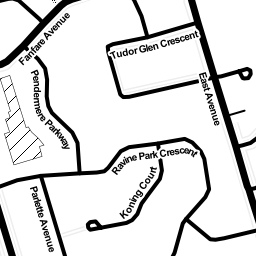 Fanfare Avenue
Tudor Glen Crescent
Pendermere Parkway
East Avenue
Ravine Park Crescent
Koning Court
Parlette Avenue